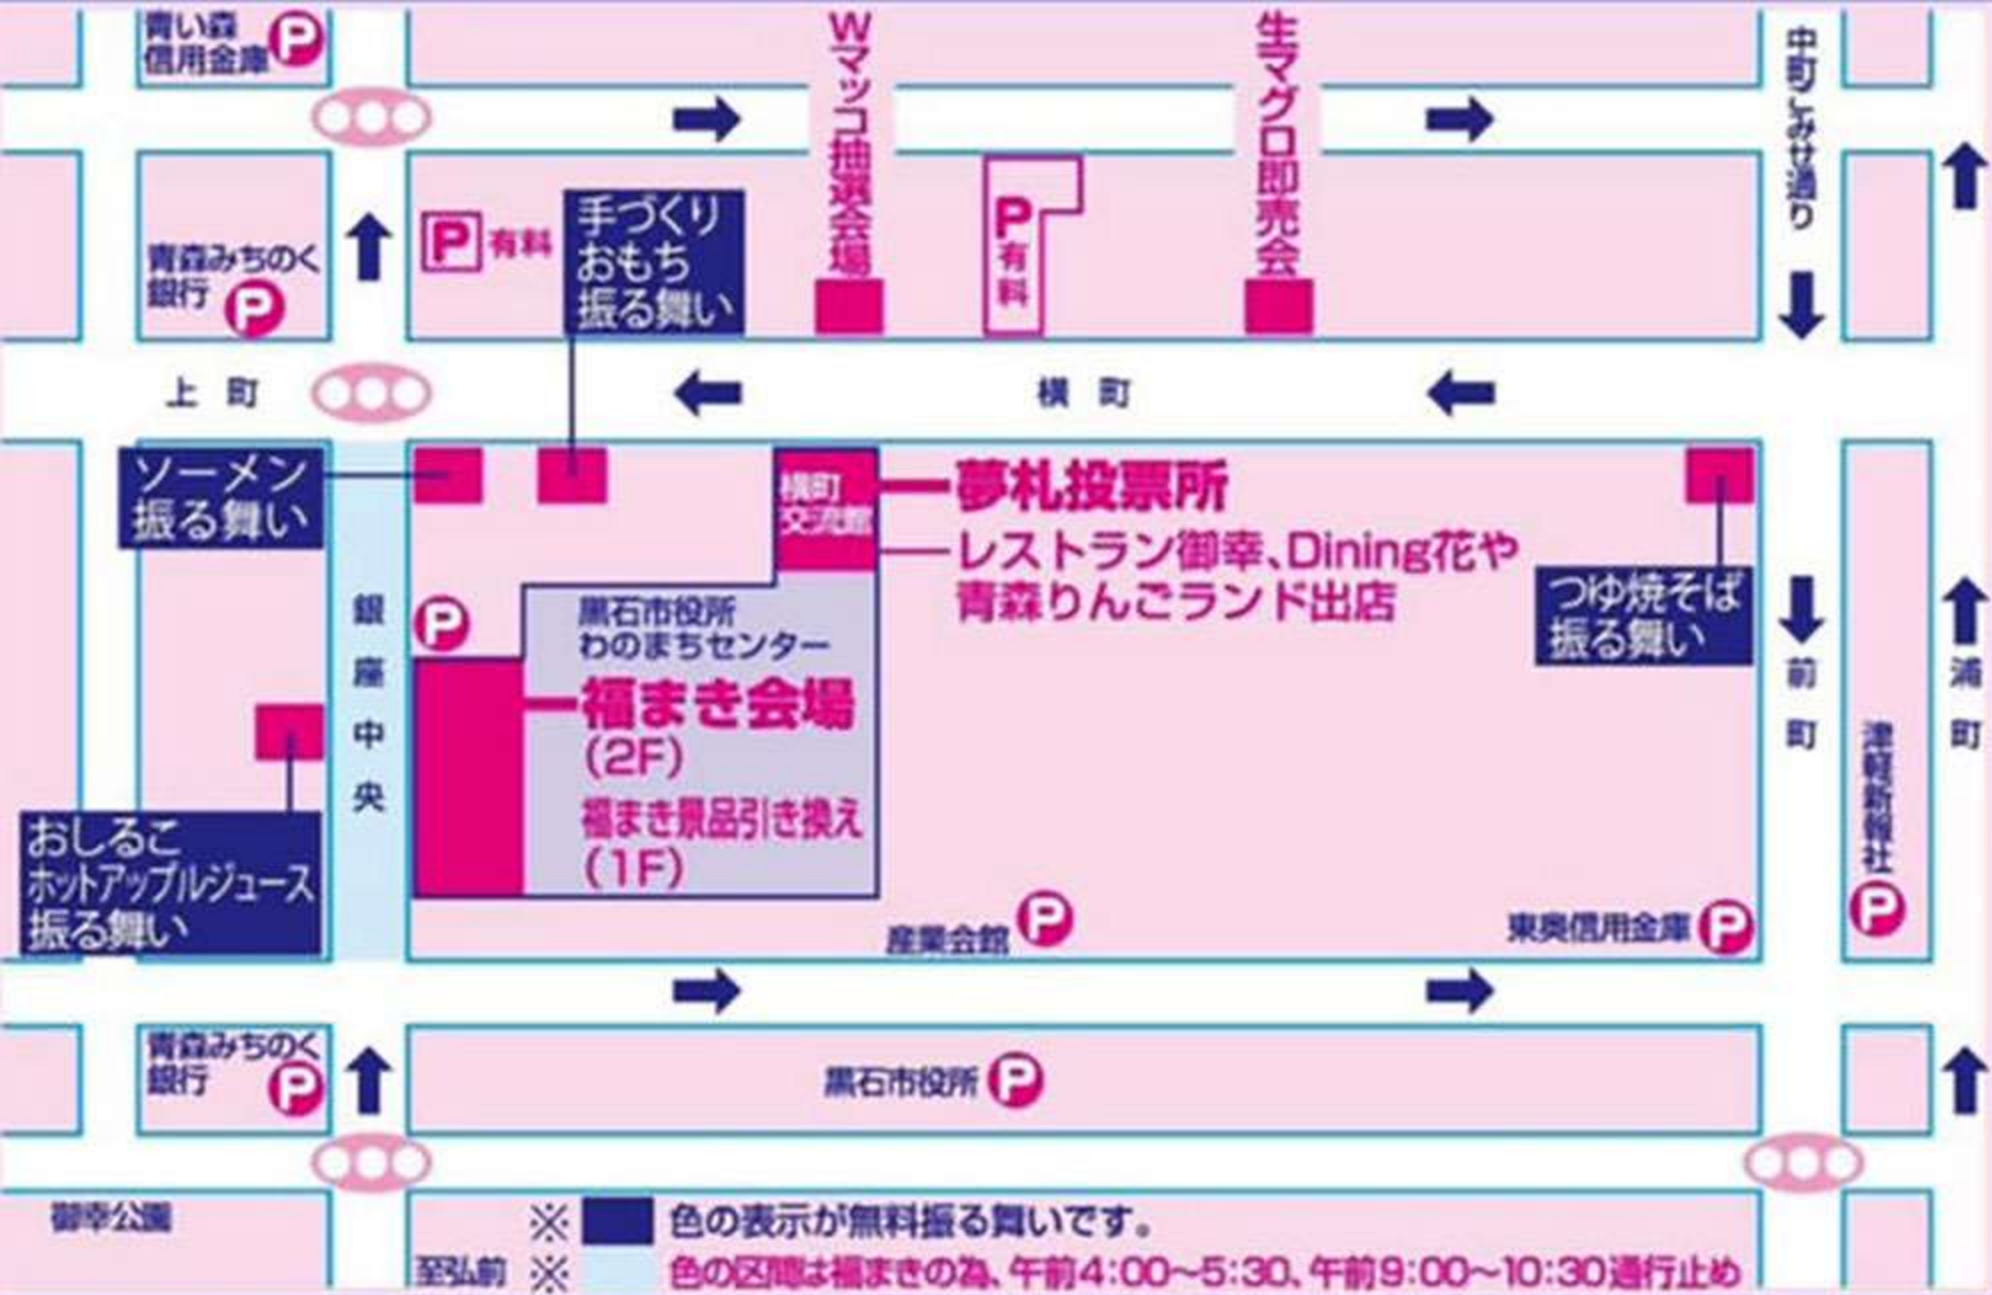 青い森
信用金庫
P
Wマッコ抽選会場
生マグロ即売会
中町こみせ通り
青森みちのく
銀行
P
P
有料
手づくり
おもち
振る舞い
P
有料
上町
横町
ソーメン
振る舞い
横町
交流館
夢札投票所
レストラン御幸、Dining花や
青森りんごランド出店
つゆ焼そば
振る舞い
銀座中央
P
黒石市役所
わのまちセンター
福まき会場
(2F)
福まき景品引き換え
(1F)
前町
浦町
津軽新報社
P
おしるこ
ホットアップルジュース
振る舞い
産業会館
P
東奥信用金庫
P
青森みちのく
銀行
P
黒石市役所
P
御幸公園
※色の表示が無料振る舞いです。
至弘前
※色の区間は福まきの為、午前4:00～5:30、午前9:00～10:30通行止め